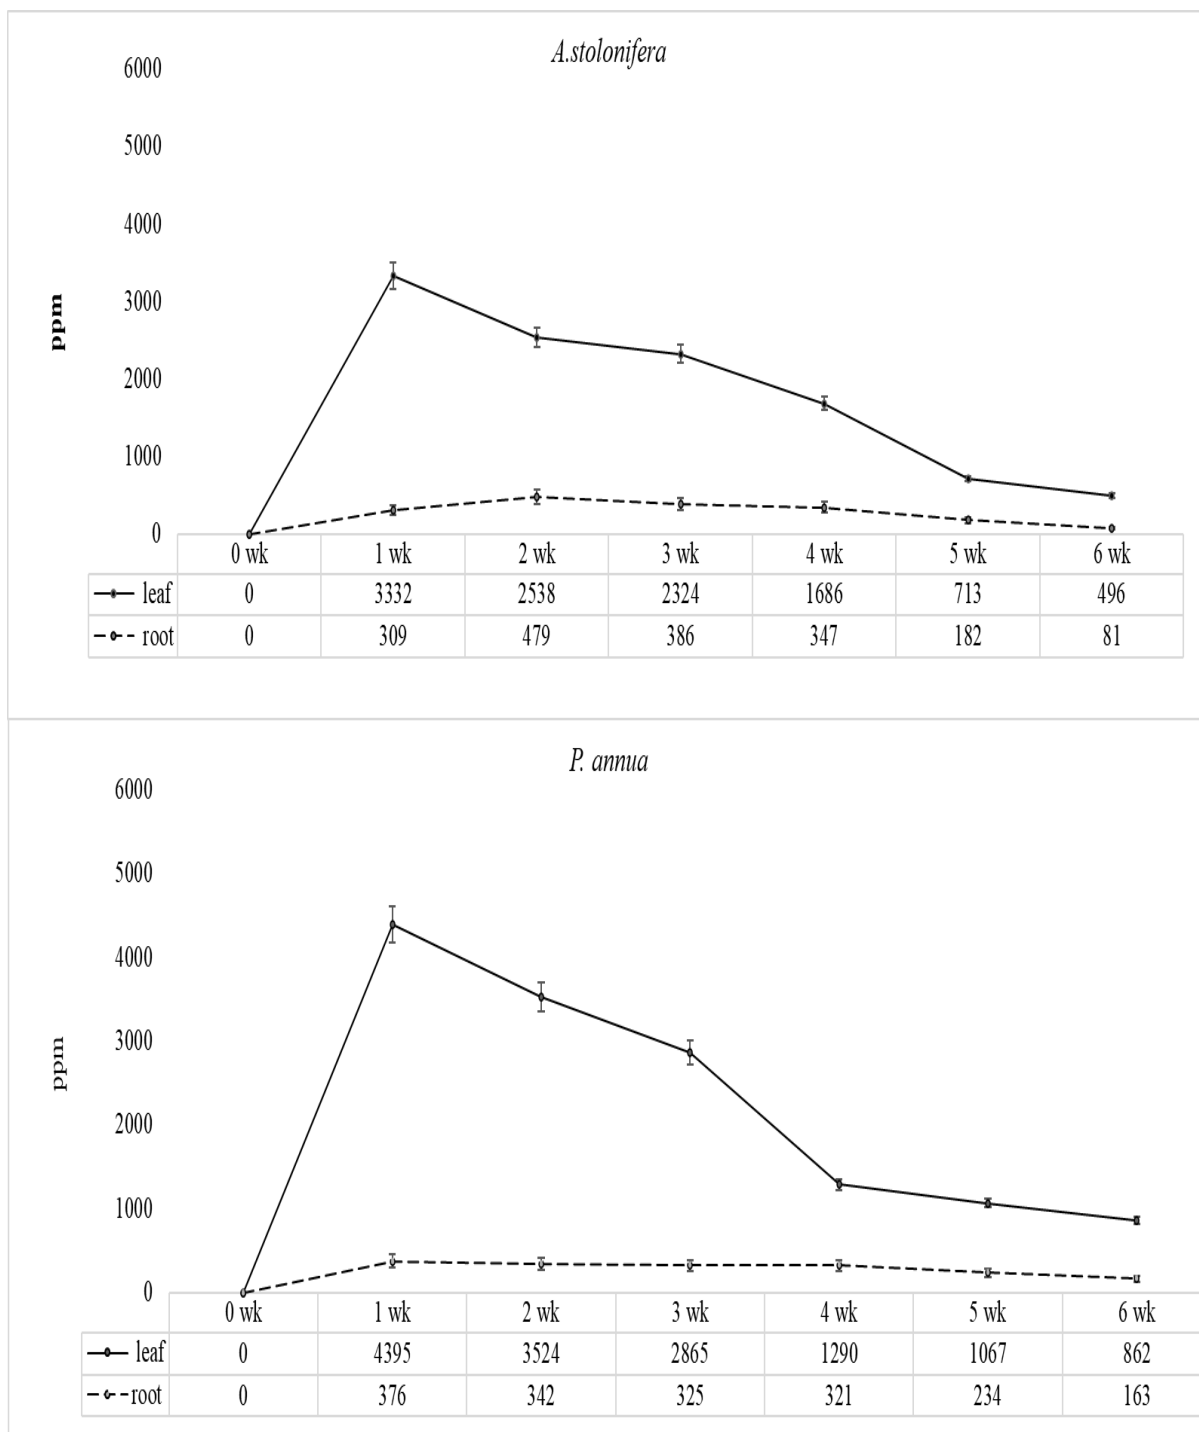 A.stolonifera
6000
5000
4000
3000
2000
1000
0
ppm
0 wk 1 wk 2 wk 3 wk 4 wk 5 wk 6 wk
leaf 0 3332 2538 2324 1686 713 496
root 0 309 479 386 347 182 81
P. annua
6000
5000
4000
3000
2000
1000
0
ppm
0 wk 1 wk 2 wk 3 wk 4 wk 5 wk 6 wk
leaf 0 4395 3524 2865 1290 1067 862
root 0 376 342 325 321 234 163